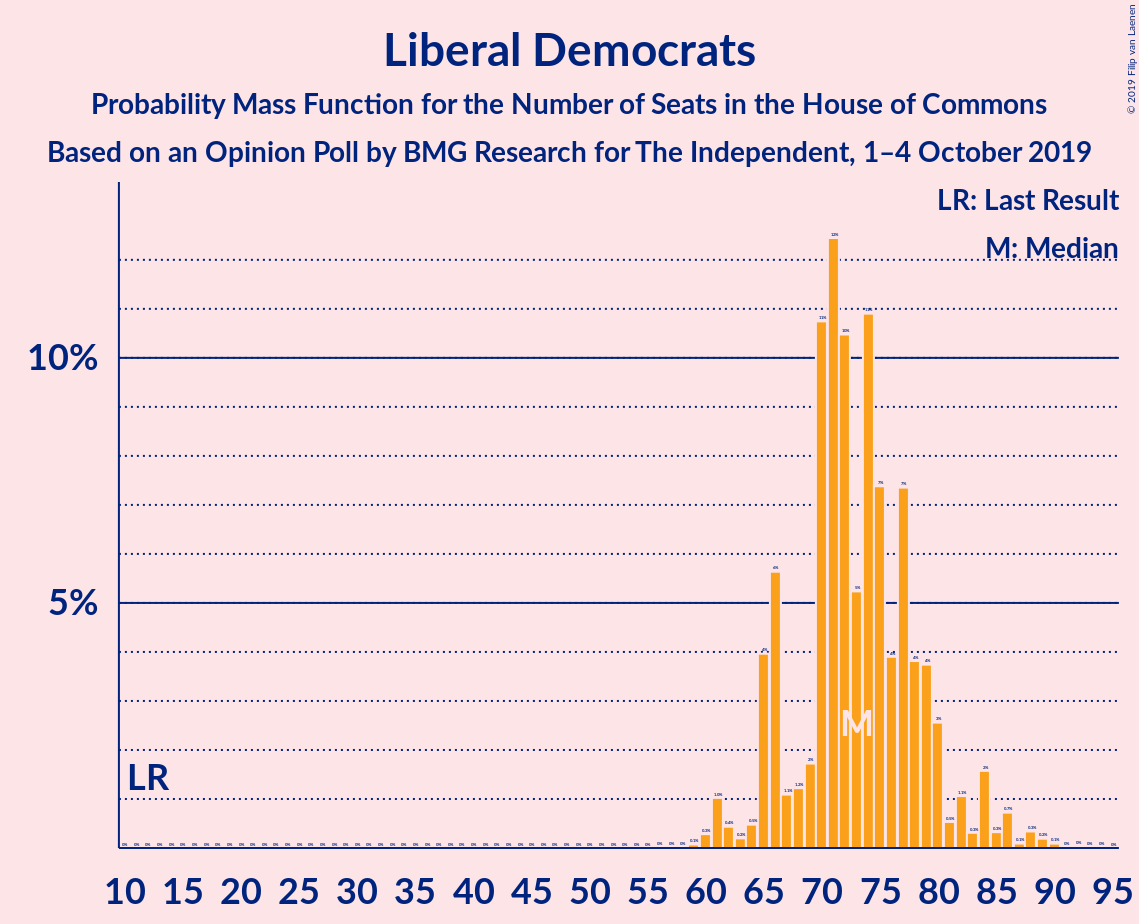 Liberal Democrats
Probability Mass Function for the Number of Seats in the House of Commons
Based on an Opinion Poll by BMG Research for The Independent, 1–4 October 2019
© 2019 Filip van Laenen
LR: Last Result
M: Median
10%
5%
LR
M
10 15 20 25 30 35 40 45 50 55 60 65 70 75 80 85 90 95